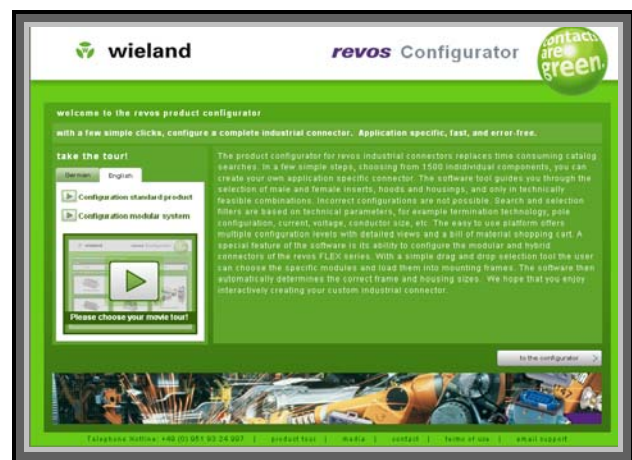 wieland
revos Configurator
contacts
are
green.
welcome to the revos product configurator
with a few simple clicks, configure a complete industrial connector. Application specific, fast, and error-free.
take the tour!
German English
Configuration standard product
Configuration modular system
Please choose your movie tour!
The product configurator for revos industrial connectors replaces time consuming catalog
searches. In a few simple steps, choosing from 1500 indidividual components, you can
create your own application specific connector. The software tool guides you through the
selection of male and female inserts, hoods and housings, and only in technically
feasible combinations. Incorrect configurations are not possible. Search and selection
filters are based on technical parameters, for example termination technology, pole
configuration, current, voltage, conductor size, etc. The easy to use platform offers
multiple configuration levels with detailed views and a bill of material shopping cart. A
special feature of the software is its ability to configure the modular and hybrid
connectors of the revos FLEX series. With a simple drag and drop selection tool the user
can choose the specific modules and load them into mounting frames. The software then
automatically determines the correct frame and housing sizes. We hope that you enjoy
interactively creating your custom industrial connector.
to the configurator
Telephone Hotline: +49 (0) 951 93 24 997 | product tour | media | contact | terms of use | email support